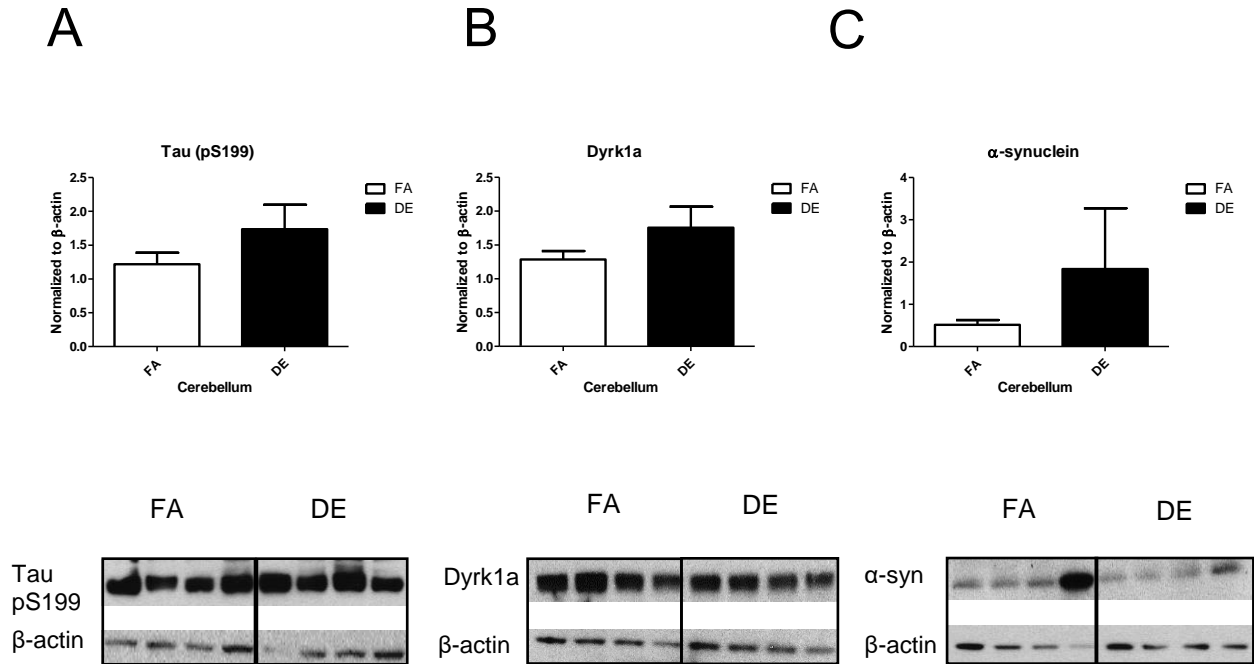 A
B
C
Tau (pS199)
Normalized to β-actin
2.5
2.0
1.5
1.0
0.5
0.0
FA
DE
Cerebellum
FA
DE
Dyrk1a
Normalized to β-actin
2.5
2.0
1.5
1.0
0.5
0.0
FA
DE
Cerebellum
FA
DE
α-synuclein
Normalized to β-actin
4
3
2
1
0
FA
DE
Cerebellum
FA
DE
FA
DE
Tau
pS199
β-actin
FA
DE
Dyrk1a
β-actin
FA
DE
α-syn
β-actin